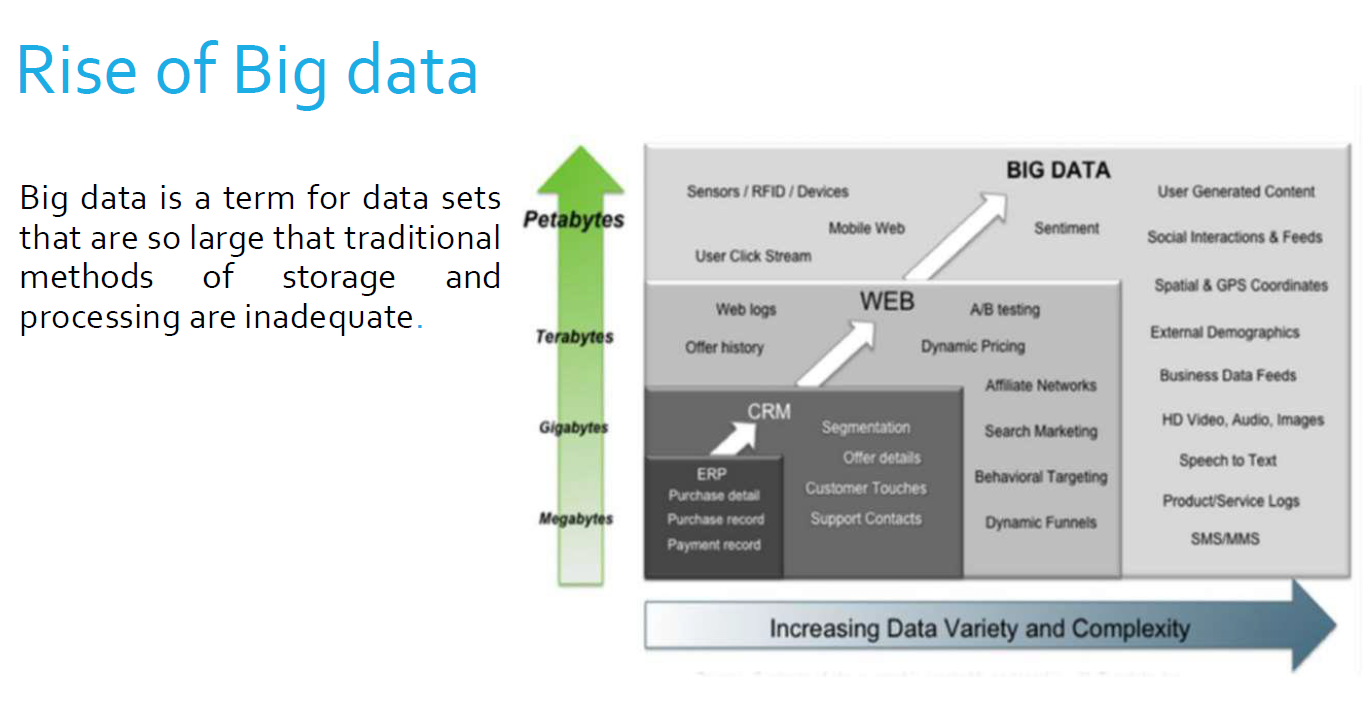 Rise of Big data
Big data is a term for data sets
that are so large that traditional
methods of storage and
processing are inadequate.
Petabytes
Terabytes
Gigabytes
Megabytes
BIG DATA
Sensors / RFID / Devices
Mobile Web
User Click Stream
Sentiment
User Generated Content
Social Interactions & Feeds
Spatial & GPS Coordinates
External Demographics
Business Data Feeds
HD Video, Audio, Images
Speech to Text
Product/Service Logs
SMS/MMS
WEB
Web logs
Offer history
A/B testing
Dynamic Pricing
Affiliate Networks
Search Marketing
Behavioral Targeting
Dynamic Funnels
CRM
Segmentation
Offer details
Customer Touches
Support Contacts
ERP
Purchase detail
Purchase record
Payment record
Increasing Data Variety and Complexity